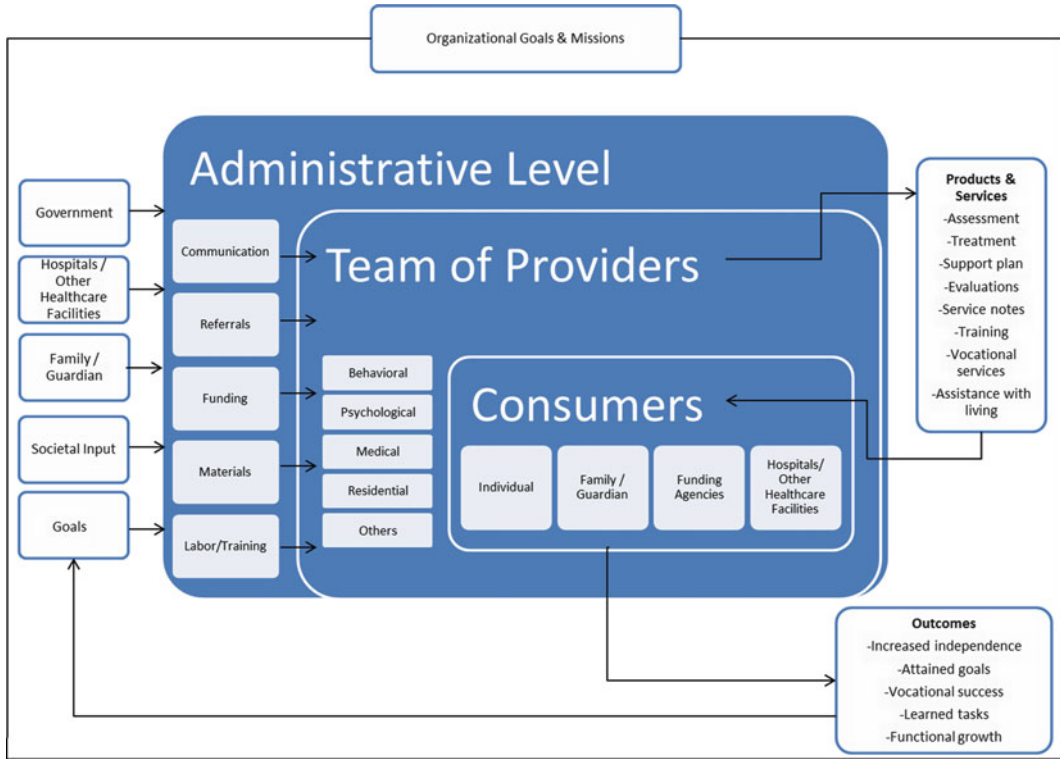 Organizational Goals & Missions
Administrative Level
Government
Hospitals /
Other
Healthcare
Facilities
Family /
Guardian
Societal Input
Goals
Communication
Referrals
Funding
Materials
Labor/Training
Team of Providers
Behavioral
Psychological
Medical
Residential
Others
Consumers
Individual
Family /
Guardian
Funding
Agencies
Hospitals/
Other
Healthcare
Facilities
Products &
Services
-Assessment
-Treatment
-Support plan
-Evaluations
-Service notes
-Training
-Vocational
services
-Assistance with
living
Outcomes
-Increased independence
-Attained goals
-Vocational success
-Learned tasks
-Functional growth